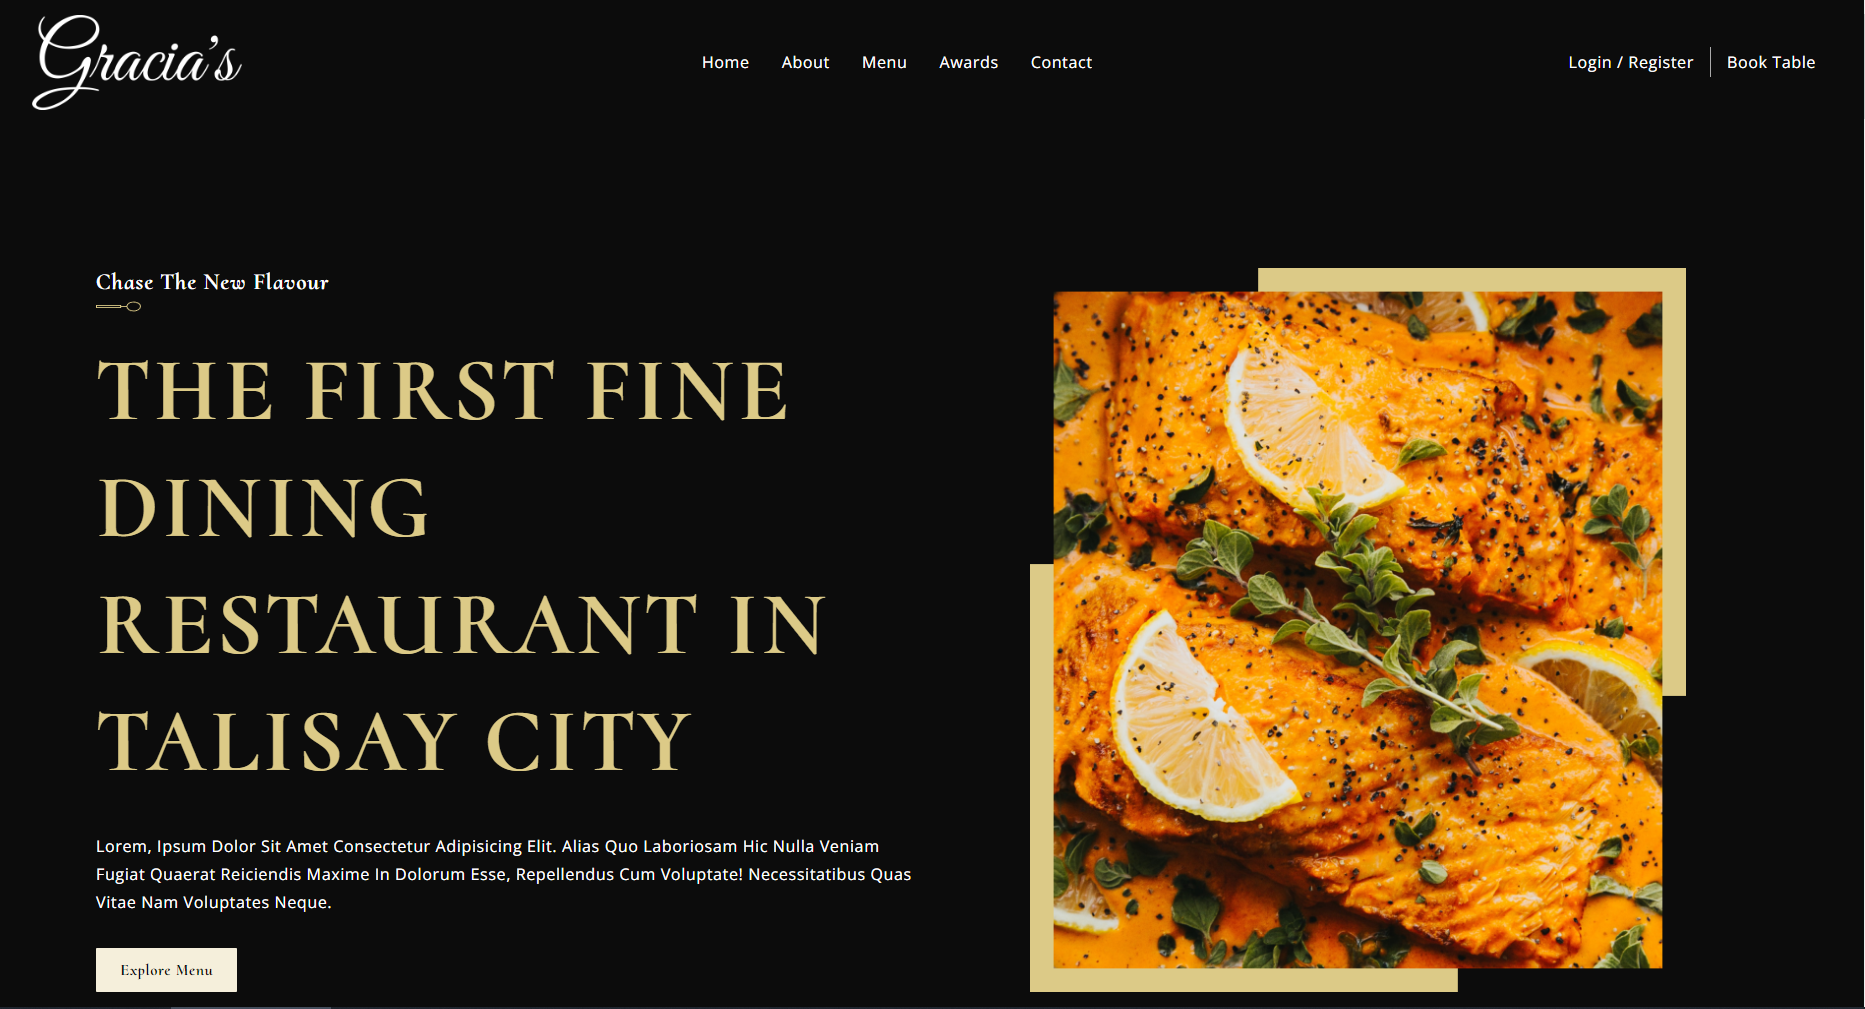 Gracia's
Home About Menu Awards Contact
Login / Register Book Table
Chase The New Flavour
THE FIRST FINE
DINING
RESTAURANT IN
TALISAY CITY
Lorem, Ipsum Dolor Sit Amet Consectetur Adipisicing Elit. Alias Quo Laboriosam Hic Nulla Veniam
Fugiat Quaerat Reiciendis Maxime In Dolorum Esse, Repellendus Cum Voluptate! Necessitatibus Quas
Vitae Nam Voluptates Neque.
Explore Menu